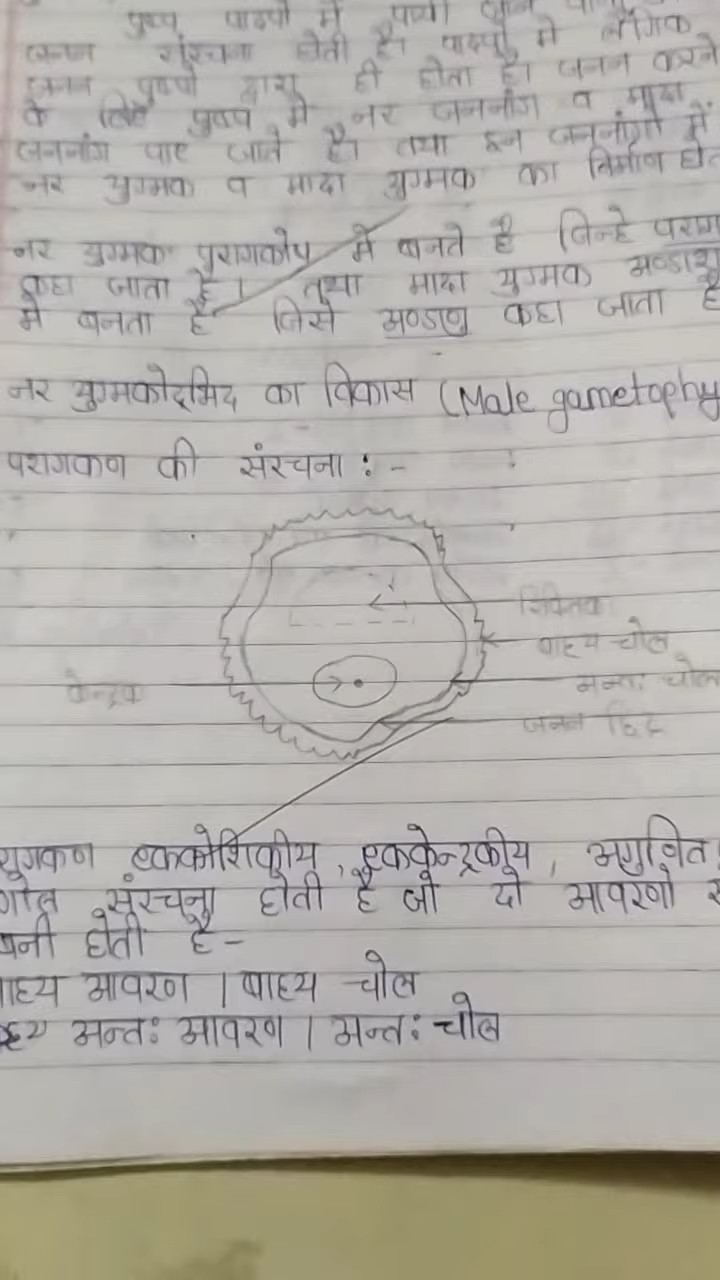 पुष्प पादपो में
जनन संरचना होती है। पादपो मे लैंगिक
जनन पुष्पो द्वारा ही होता है। जनन करने
के लिए पुष्प मे नर जननांग व मादा
जननांग पाए जाते है। तथा इन जननांगो में
नर युग्मक व मादा युग्मक का निर्माण होत
नर युग्मक परागकोष मे बनते है जिन्हे पराग
कहा जाता है। तथा मादा युग्मक अण्डाश
मे बनता है जिसे अण्डाणु कहा जाता है
नर युग्मकोद्भिद का विकास (Male gametophy
परागकण की संरचना : -
रिक्तिका
बाह्य चोल
अन्तः चोल
केन्द्रक
जनन छिद्र
एककोशिकीय , एककेन्द्रकीय , अगुणित
गोल संरचना होती है जो दो आवरणो स
बनी होती है -
बाह्य आवरण । बाह्य चोल
अन्तः आवरण । अन्तः चोल